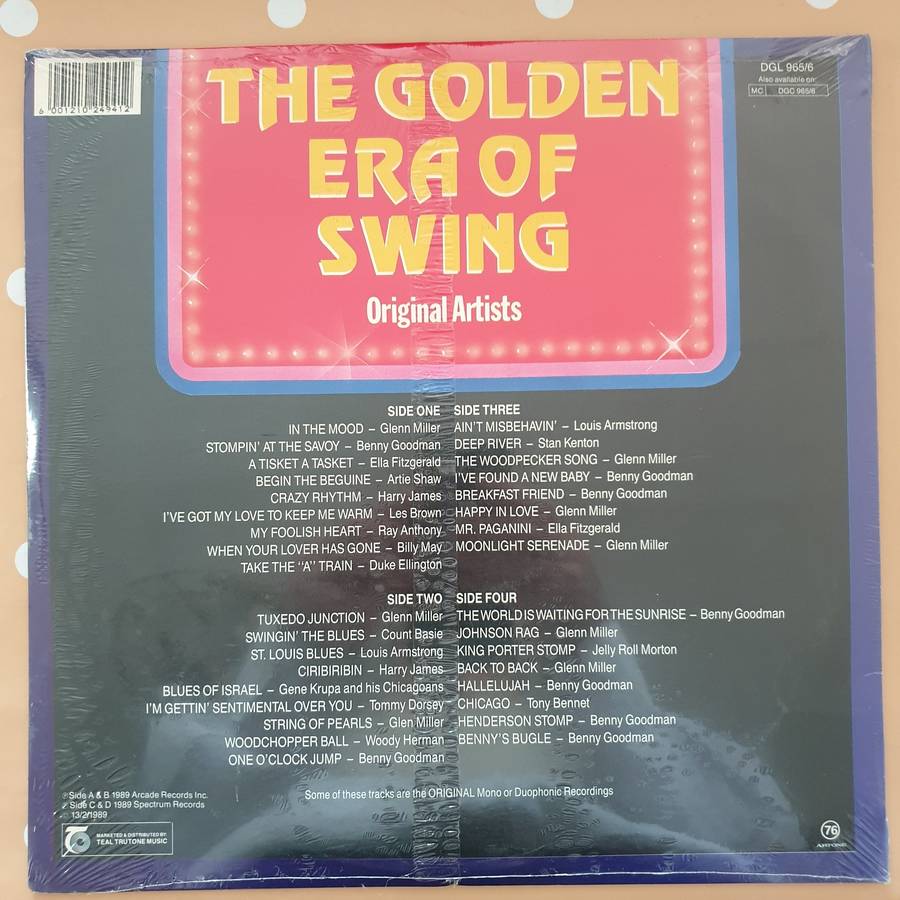 6 001210 249412
DGL 965/6
Also available on:
MC DGC 965/6
THE GOLDEN
ERA OF
SWING
Original Artists
SIDE ONE
IN THE MOOD – Glenn Miller
STOMPIN' AT THE SAVOY – Benny Goodman
A TISKET A TASKET – Ella Fitzgerald
BEGIN THE BEGUINE – Artie Shaw
CRAZY RHYTHM – Harry James
I'VE GOT MY LOVE TO KEEP ME WARM – Les Brown
MY FOOLISH HEART – Ray Anthony
WHEN YOUR LOVER HAS GONE – Billy May
TAKE THE "A" TRAIN – Duke Ellington
SIDE TWO
TUXEDO JUNCTION – Glenn Miller
SWINGIN' THE BLUES – Count Basie
ST. LOUIS BLUES – Louis Armstrong
CIRIBIRIBIN – Harry James
BLUES OF ISRAEL – Gene Krupa and his Chicagoans
I'M GETTIN' SENTIMENTAL OVER YOU – Tommy Dorsey
STRING OF PEARLS – Glen Miller
WOODCHOPPER BALL – Woody Herman
ONE O'CLOCK JUMP – Benny Goodman
SIDE THREE
AIN'T MISBEHAVIN' – Louis Armstrong
DEEP RIVER – Stan Kenton
THE WOODPECKER SONG – Glenn Miller
I'VE FOUND A NEW BABY – Benny Goodman
BREAKFAST FRIEND – Benny Goodman
HAPPY IN LOVE – Glenn Miller
MR. PAGANINI – Ella Fitzgerald
MOONLIGHT SERENADE – Glenn Miller
SIDE FOUR
THE WORLD IS WAITING FOR THE SUNRISE – Benny Goodman
JOHNSON RAG – Glenn Miller
KING PORTER STOMP – Jelly Roll Morton
BACK TO BACK – Glenn Miller
HALLELUJAH – Benny Goodman
CHICAGO – Tony Bennet
HENDERSON STOMP – Benny Goodman
BENNY'S BUGLE – Benny Goodman
Some of these tracks are the ORIGINAL Mono or Duophonic Recordings
℗ Side A & B 1989 Arcade Records Inc.
℗ Side C & D 1989 Spectrum Records
© 13/2/1989
MARKETED & DISTRIBUTED BY:
TEAL TRUTONE MUSIC
76
ARTONE